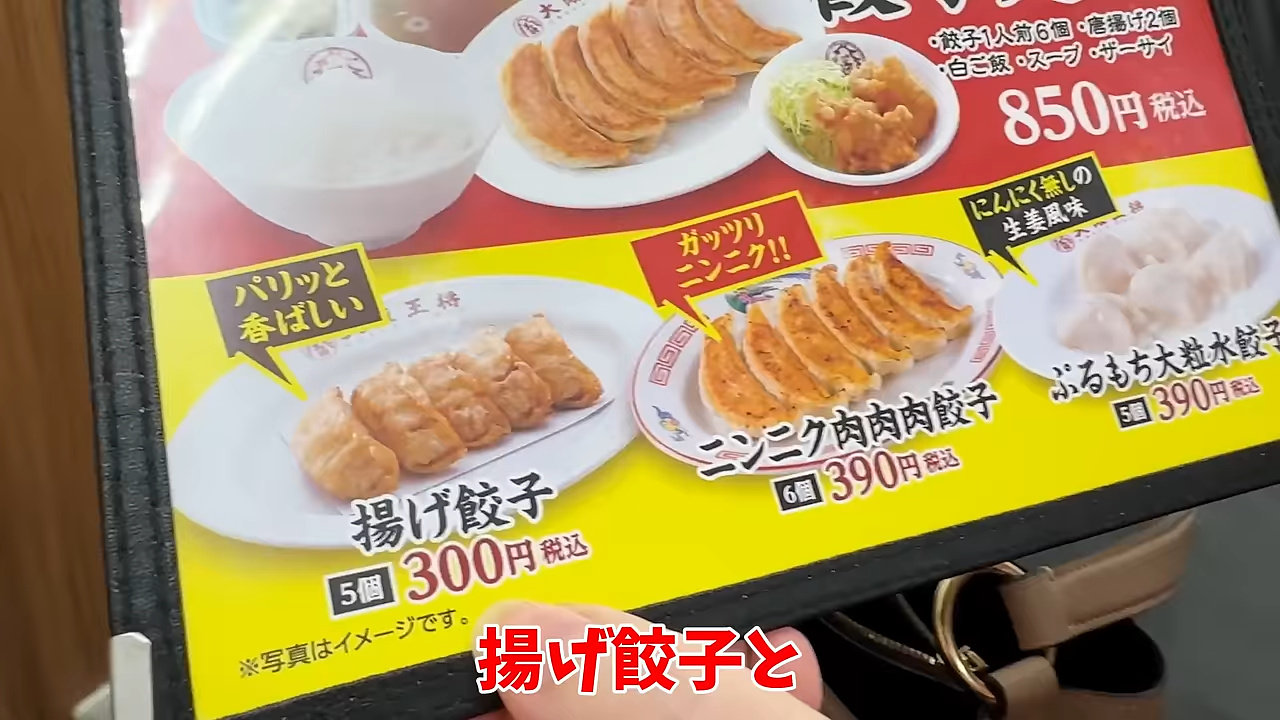 ・餃子1人前6個・唐揚げ2個
・白ご飯・スープ・ザーサイ
850円税込
パリッと
香ばしい
王将
揚げ餃子
5個 300円税込
ガッツリ
ニンニク!!
ニンニク肉肉肉餃子
6個 390円税込
にんにく無しの
生姜風味
ぷるもち大粒水餃子
5個 390円税込
※写真はイメージです。
揚げ餃子と